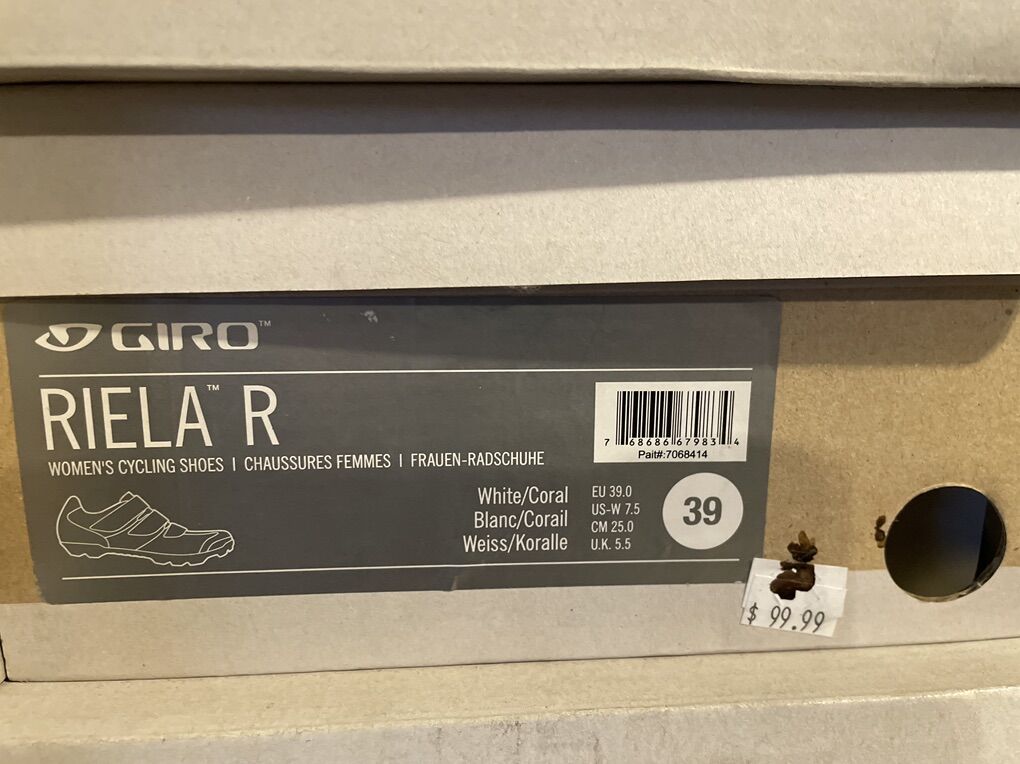 GIRO™
RIELA™ R
WOMEN'S CYCLING SHOES | CHAUSSURES FEMMES | FRAUEN-RADSCHUHE
7 68686 67983 4
Pait#:7068414
White/Coral
Blanc/Corail
Weiss/Koralle
EU 39.0
US-W 7.5
CM 25.0
U.K. 5.5
39
$ 99.99